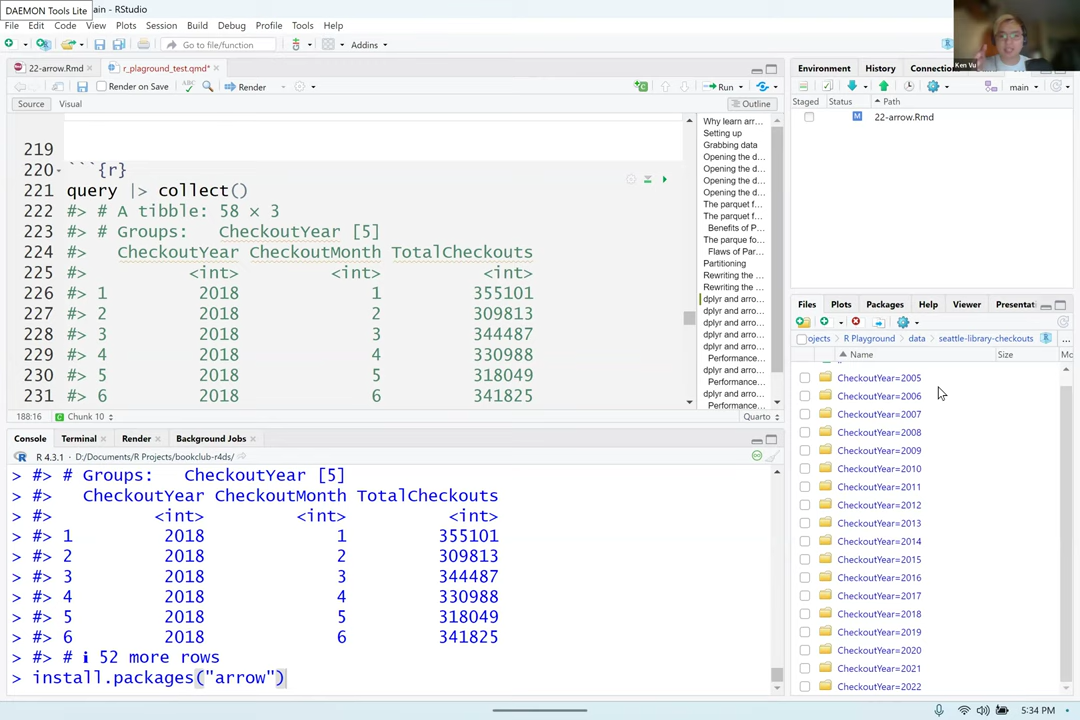 DAEMON Tools Lite
ain - RStudio
File Edit Code View Plots Session Build Debug Profile Tools Help
Go to file/function
Addins
22-arrow.Rmd
r_plaground_test.qmd*
Render on Save
Render
Run
Source Visual
Outline
219
220 ```{r}
221 query |> collect()
222 #> # A tibble: 58 × 3
223 #> # Groups: CheckoutYear [5]
224 #> CheckoutYear CheckoutMonth TotalCheckouts
225 #> <int> <int> <int>
226 #> 1 2018 1 355101
227 #> 2 2018 2 309813
228 #> 3 2018 3 344487
229 #> 4 2018 4 330988
230 #> 5 2018 5 318049
231 #> 6 2018 6 341825
188:16 Chunk 10 Quarto
Why learn arr...
Setting up
Grabbing data
Opening the d...
Opening the d...
Opening the d...
Opening the d...
The parquet f...
The parquet f...
Benefits of P...
The parque fo...
Flaws of Par...
Partitioning
Rewriting the ...
Rewriting the ...
dplyr and arro...
dplyr and arro...
dplyr and arro...
dplyr and arro...
dplyr and arro...
Performance...
dplyr and arro...
Performance...
dplyr and arro...
Performance..
Console Terminal Render Background Jobs
R 4.3.1 · D:/Documents/R Projects/bookclub-r4ds/
> #> # Groups: CheckoutYear [5]
> #> CheckoutYear CheckoutMonth TotalCheckouts
> #> <int> <int> <int>
> #> 1 2018 1 355101
> #> 2 2018 2 309813
> #> 3 2018 3 344487
> #> 4 2018 4 330988
> #> 5 2018 5 318049
> #> 6 2018 6 341825
> #> # ℹ 52 more rows
> install.packages("arrow")
Ken Vu
Environment History Connectio
main
Staged Status Path
M 22-arrow.Rmd
Files Plots Packages Help Viewer Presentati
ojects R Playground data seattle-library-checkouts ...
Name Size Mo
CheckoutYear=2005
CheckoutYear=2006
CheckoutYear=2007
CheckoutYear=2008
CheckoutYear=2009
CheckoutYear=2010
CheckoutYear=2011
CheckoutYear=2012
CheckoutYear=2013
CheckoutYear=2014
CheckoutYear=2015
CheckoutYear=2016
CheckoutYear=2017
CheckoutYear=2018
CheckoutYear=2019
CheckoutYear=2020
CheckoutYear=2021
CheckoutYear=2022
5:34 PM